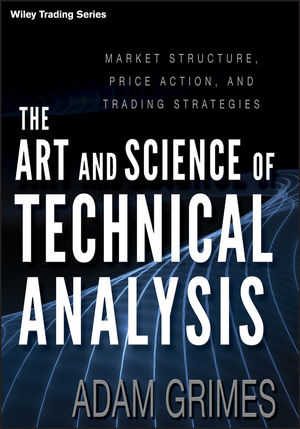 Wiley Trading Series
MARKET STRUCTURE,
PRICE ACTION, AND
TRADING STRATEGIES
THE
ART AND SCIENCE OF
TECHNICAL
ANALYSIS
ADAM GRIMES